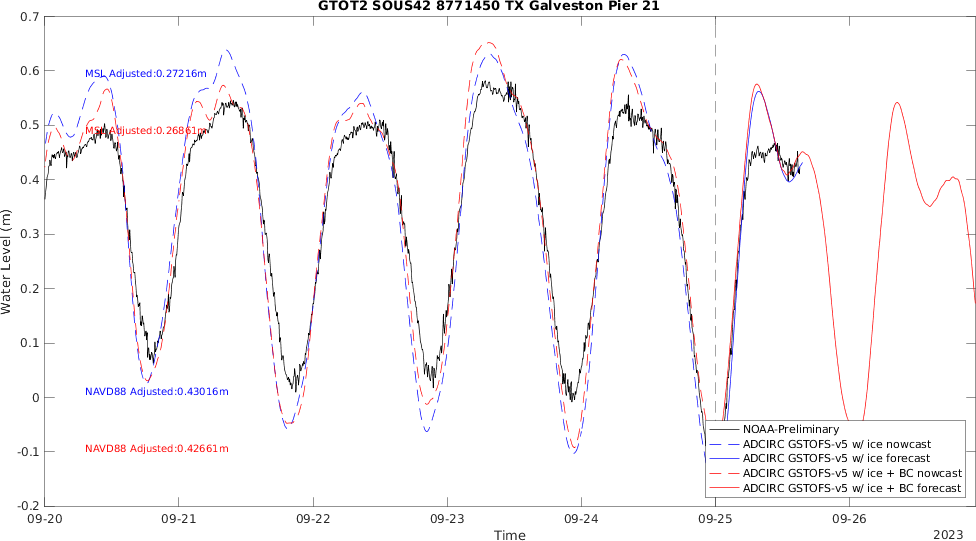 GTOT2 SOUS42 8771450 TX Galveston Pier 21
0.7
0.6
0.5
0.4
0.3
0.2
0.1
0
-0.1
-0.2
Water Level (m)
MSL Adjusted:0.27216m
MSL Adjusted:0.26861m
NAVD88 Adjusted:0.43016m
NAVD88 Adjusted:0.42661m
NOAA-Preliminary
ADCIRC GSTOFS-v5 w/ ice nowcast
ADCIRC GSTOFS-v5 w/ ice forecast
ADCIRC GSTOFS-v5 w/ ice + BC nowcast
ADCIRC GSTOFS-v5 w/ ice + BC forecast
09-20 09-21 09-22 09-23 09-24 09-25 09-26
Time
2023